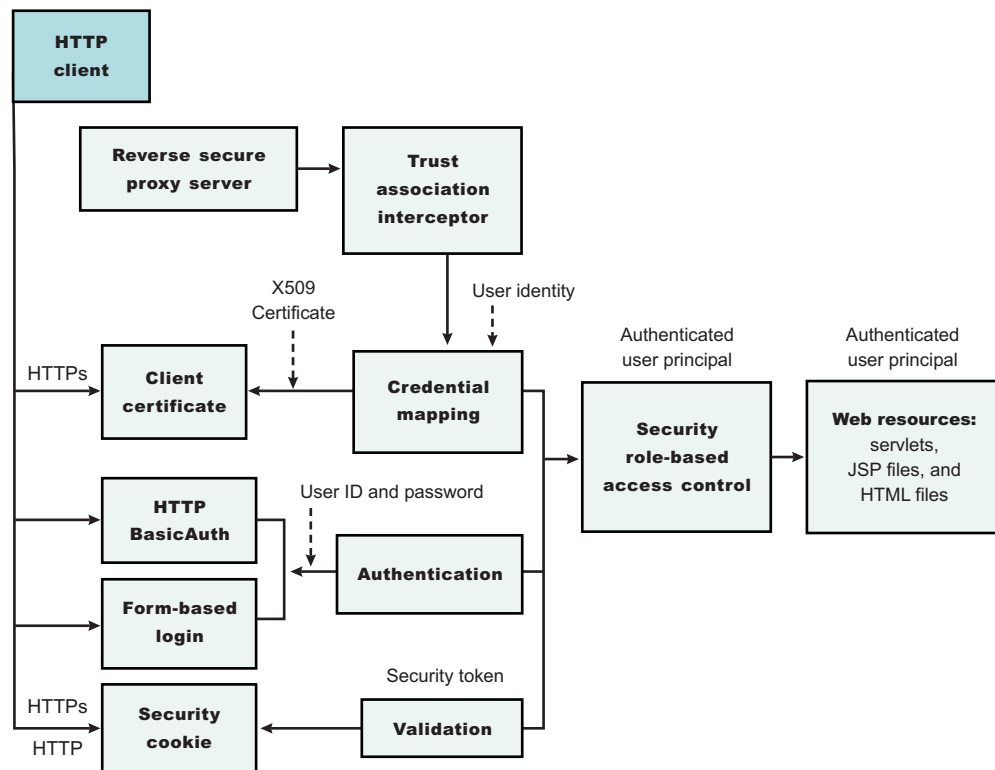 HTTP
client
Reverse secure
proxy server
Trust
association
interceptor
X509
Certificate
User identity
Authenticated
user principal
Authenticated
user principal
HTTPs
Client
certificate
Credential
mapping
Security
role-based
access control
Web resources:
servlets,
JSP files, and
HTML files
HTTP
BasicAuth
User ID and password
Authentication
Form-based
login
Security token
HTTPs
HTTP
Security
cookie
Validation